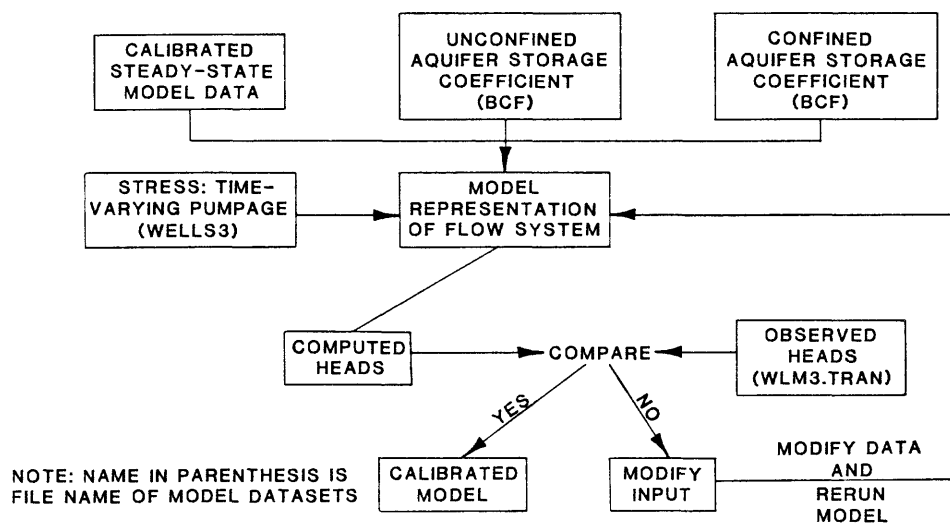 CALIBRATED
STEADY-STATE
MODEL DATA
UNCONFINED
AQUIFER STORAGE
COEFFICIENT
(BCF)
CONFINED
AQUIFER STORAGE
COEFFICIENT
(BCF)
STRESS: TIME-
VARYING PUMPAGE
(WELLS3)
MODEL
REPRESENTATION
OF FLOW SYSTEM
COMPUTED
HEADS
COMPARE
OBSERVED
HEADS
(WLM3.TRAN)
YES
NO
CALIBRATED
MODEL
MODIFY
INPUT
MODIFY DATA
AND
RERUN
MODEL
NOTE: NAME IN PARENTHESIS IS
FILE NAME OF MODEL DATASETS